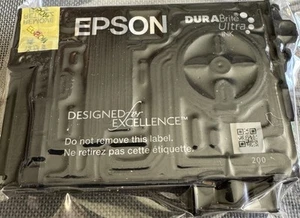 EPSON
DURABrite
Ultra
DESIGNED for
EXCELLENCE™
Do not remove this label.
Ne retirez pas cette étiquette.
200